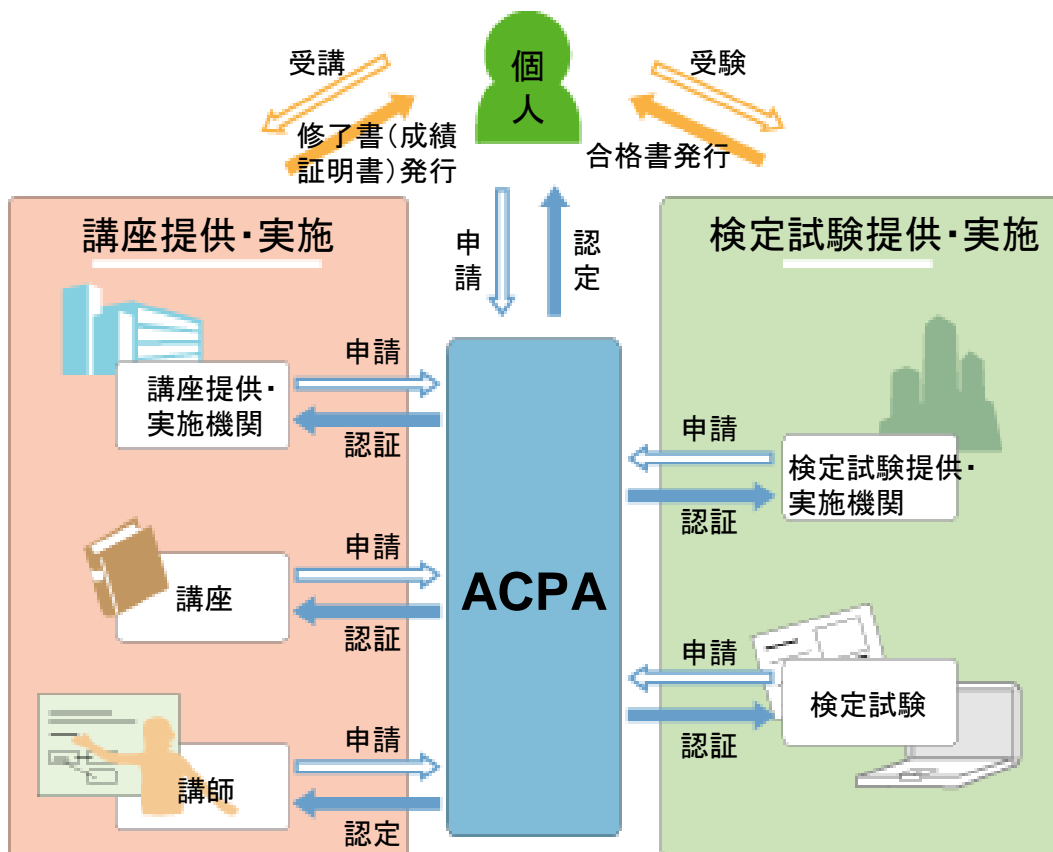 個
人
受講
受験
修了書(成績
証明書)発行
合格書発行
申
請
認
定
講座提供・実施
検定試験提供・実施
申請
講座提供・
実施機関
認証
申請
講座
認証
申請
講師
認定
ACPA
申請
検定試験提供・
実施機関
認証
申請
検定試験
認証